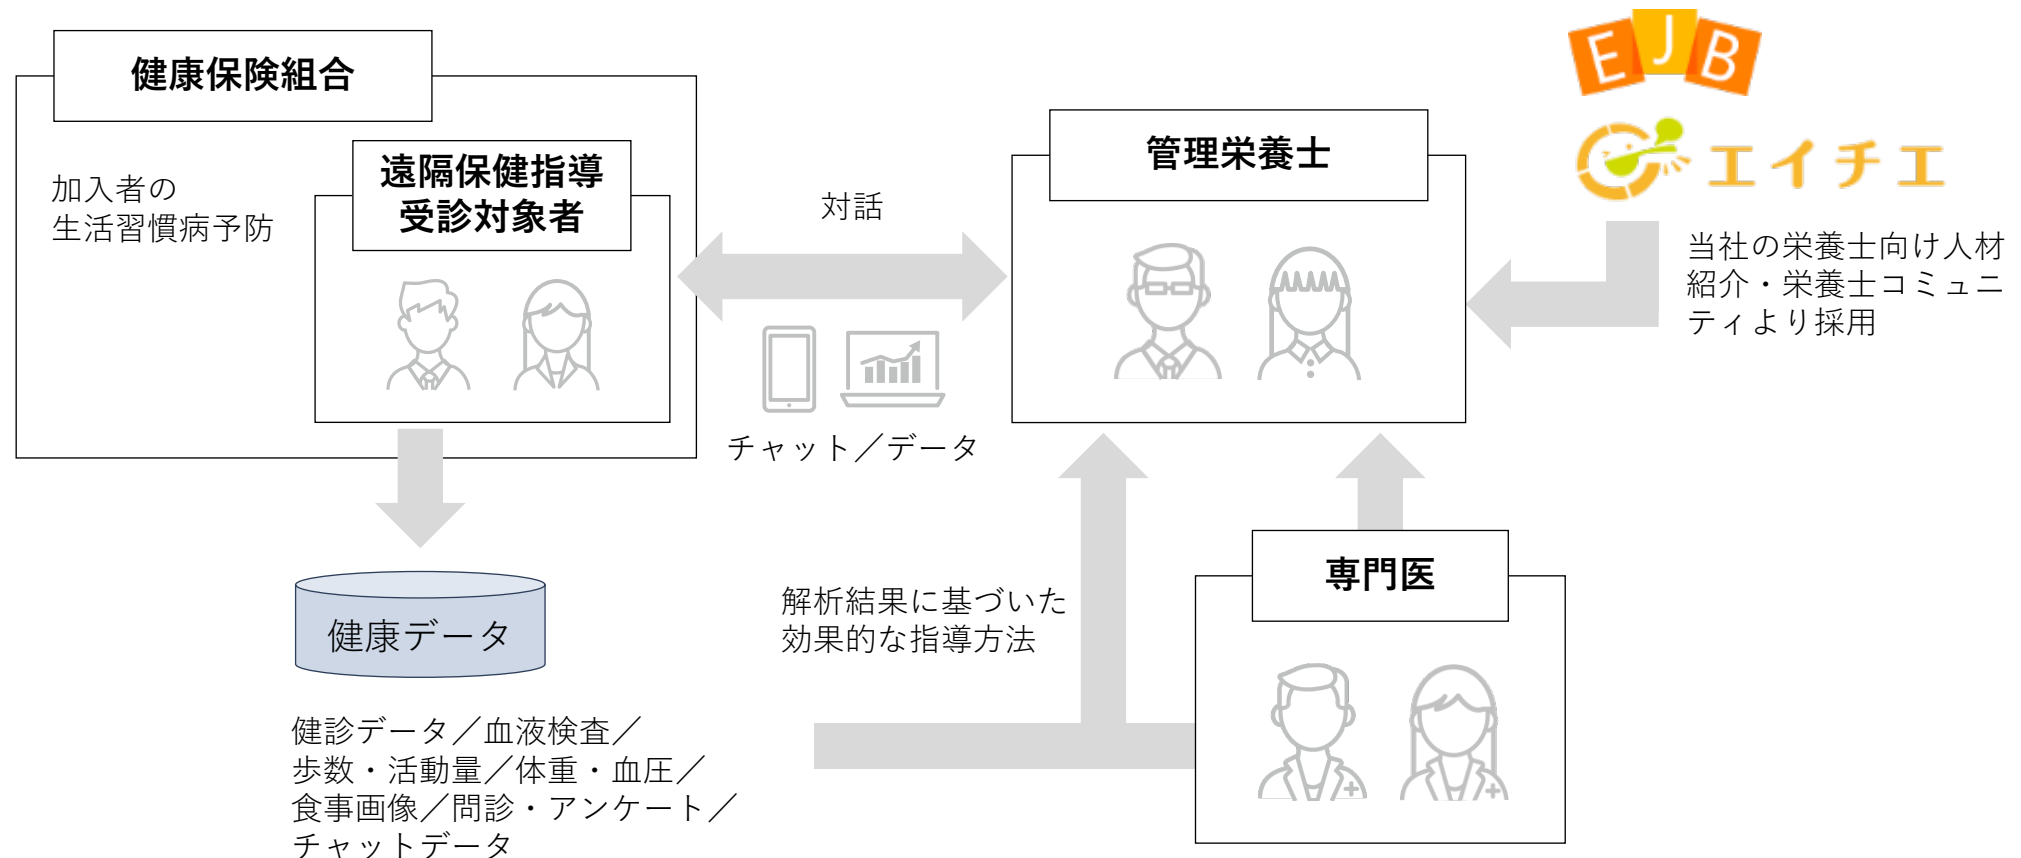 健康保険組合
加入者の
生活習慣病予防
遠隔保健指導
受診対象者
対話
チャット／データ
管理栄養士
EJB
エイチエ
当社の栄養士向け人材
紹介・栄養士コミュニ
ティより採用
健康データ
健診データ／血液検査／
歩数・活動量／体重・血圧／
食事画像／問診・アンケート／
チャットデータ
解析結果に基づいた
効果的な指導方法
専門医